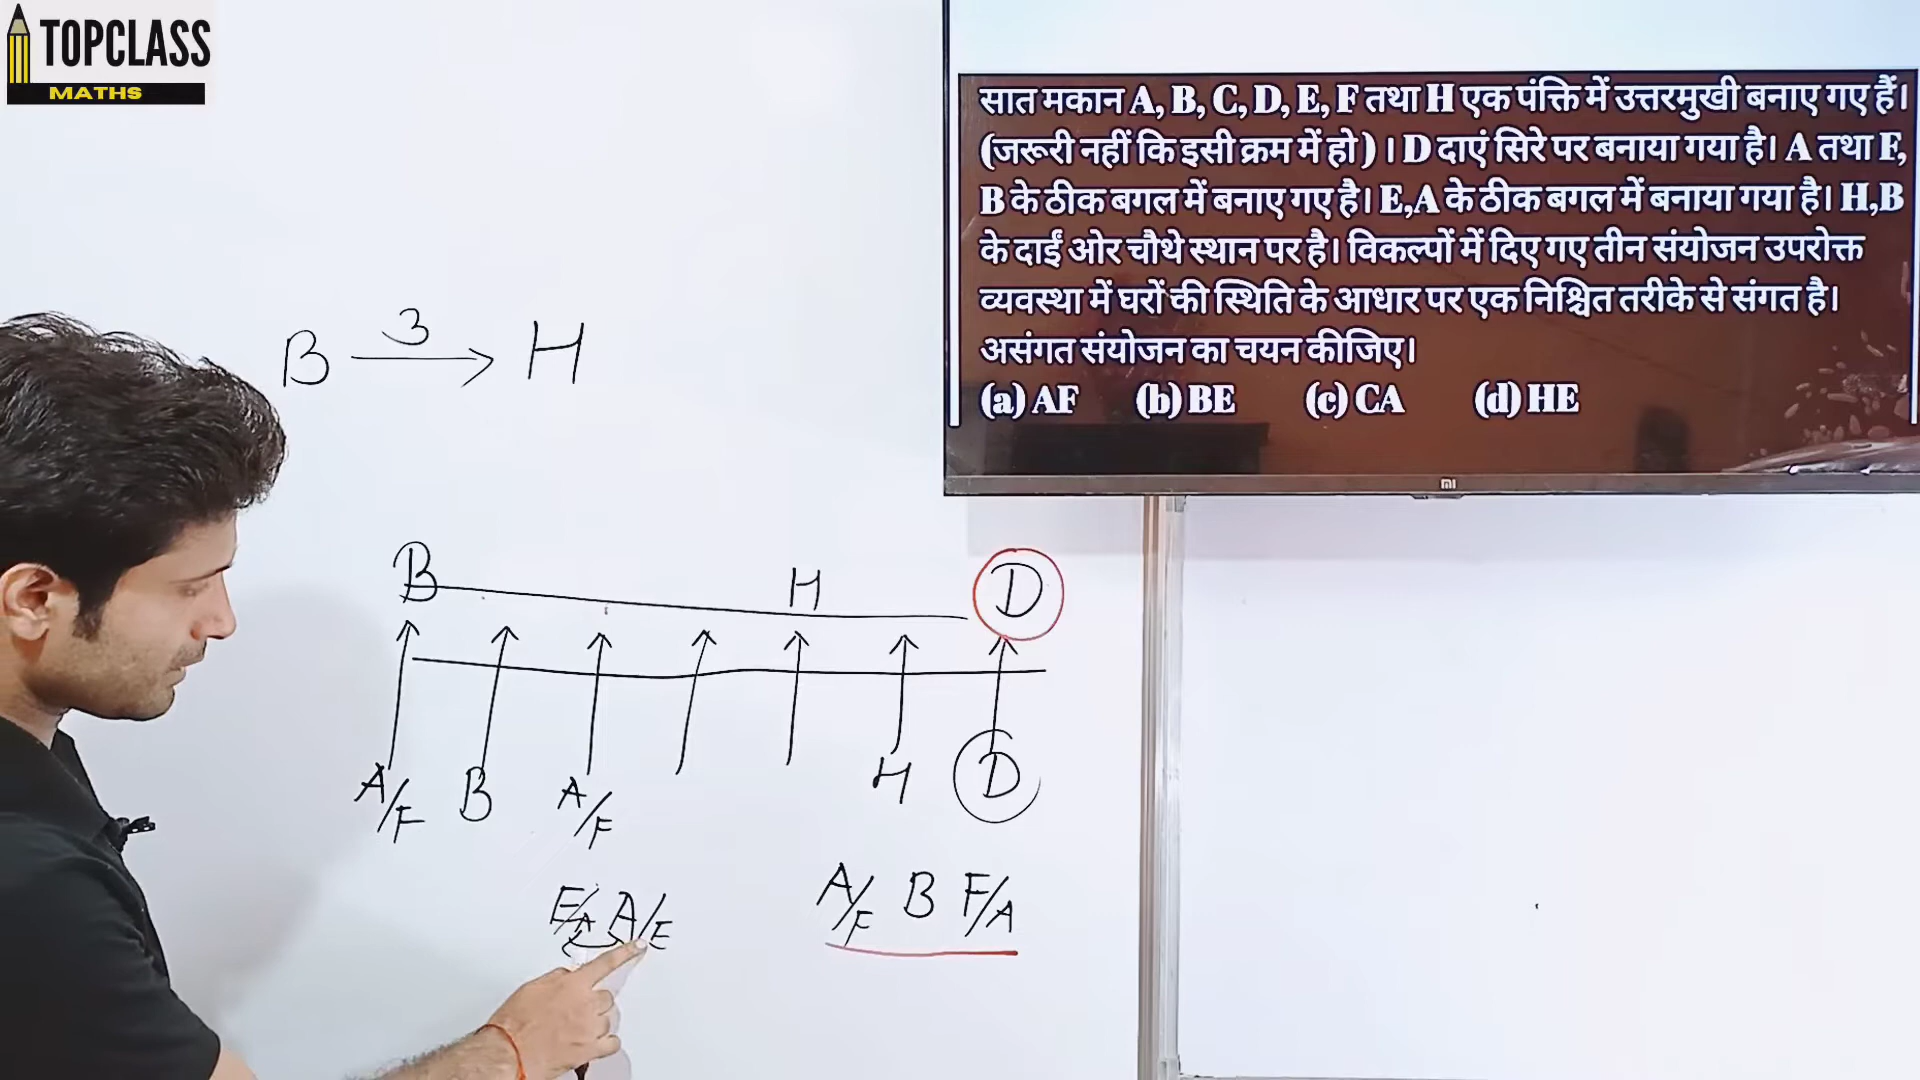 TOPCLASS
MATHS
सात मकान A, B, C, D, E, F तथा H एक पंक्ति में उत्तरमुखी बनाए गए हैं।
(जरूरी नहीं कि इसी क्रम में हो) । D दाएं सिरे पर बनाया गया है। A तथा F,
B के ठीक बगल में बनाए गए है। E,A के ठीक बगल में बनाया गया है। H,B
के दाईं ओर चौथे स्थान पर है। विकल्पों में दिए गए तीन संयोजन उपरोक्त
व्यवस्था में घरों की स्थिति के आधार पर एक निश्चित तरीके से संगत है।
असंगत संयोजन का चयन कीजिए।
(a) AF (b) BE (c) CA (d) HE
mi
B 3 H
B H D
A/F B A/F H D
E/A A/E A/F B F/A